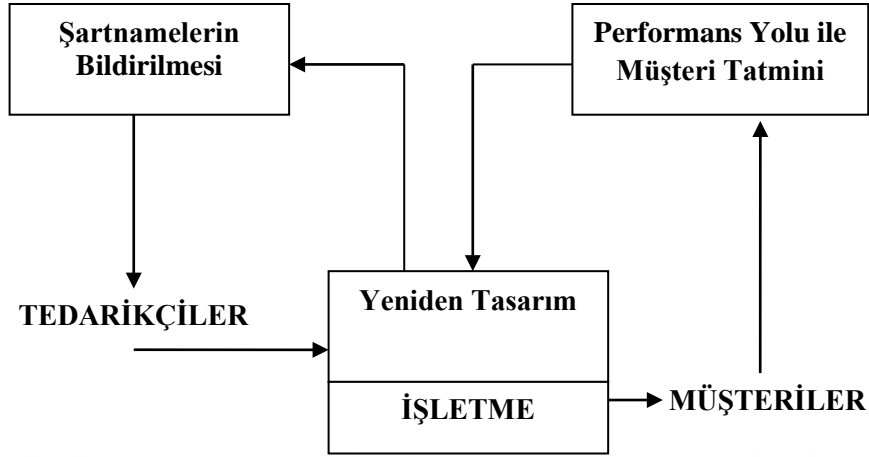 Şartnamelerin
Bildirilmesi
Performans Yolu ile
Müşteri Tatmini
TEDARİKÇİLER
Yeniden Tasarım
İŞLETME
MÜŞTERİLER